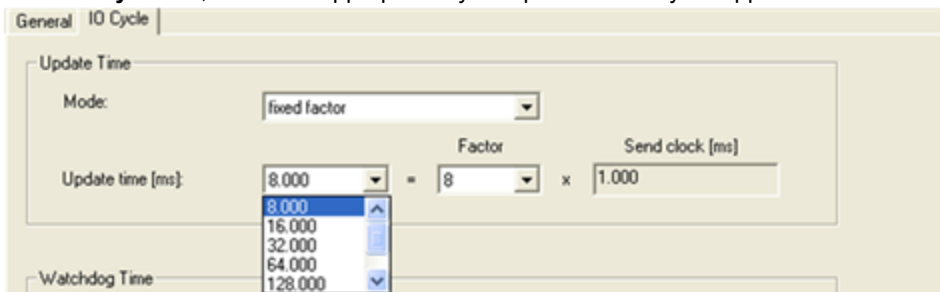 General IO Cycle
Update Time
Mode: fixed factor
Factor Send clock [ms]
Update time [ms]: 8.000 = 8 x 1.000
8.000
16.000
32.000
64.000
Watchdog Time 128.000